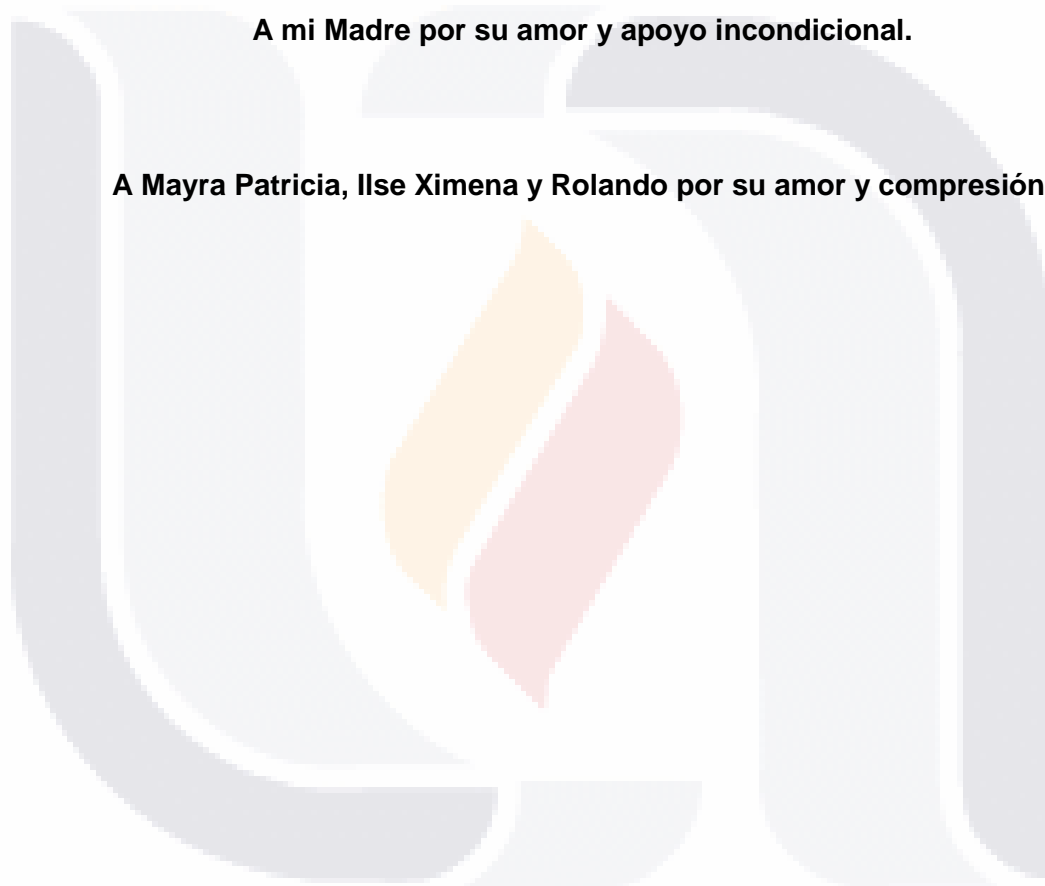 A mi Madre por su amor y apoyo incondicional.
A Mayra Patricia, Ilse Ximena y Rolando por su amor y compresión